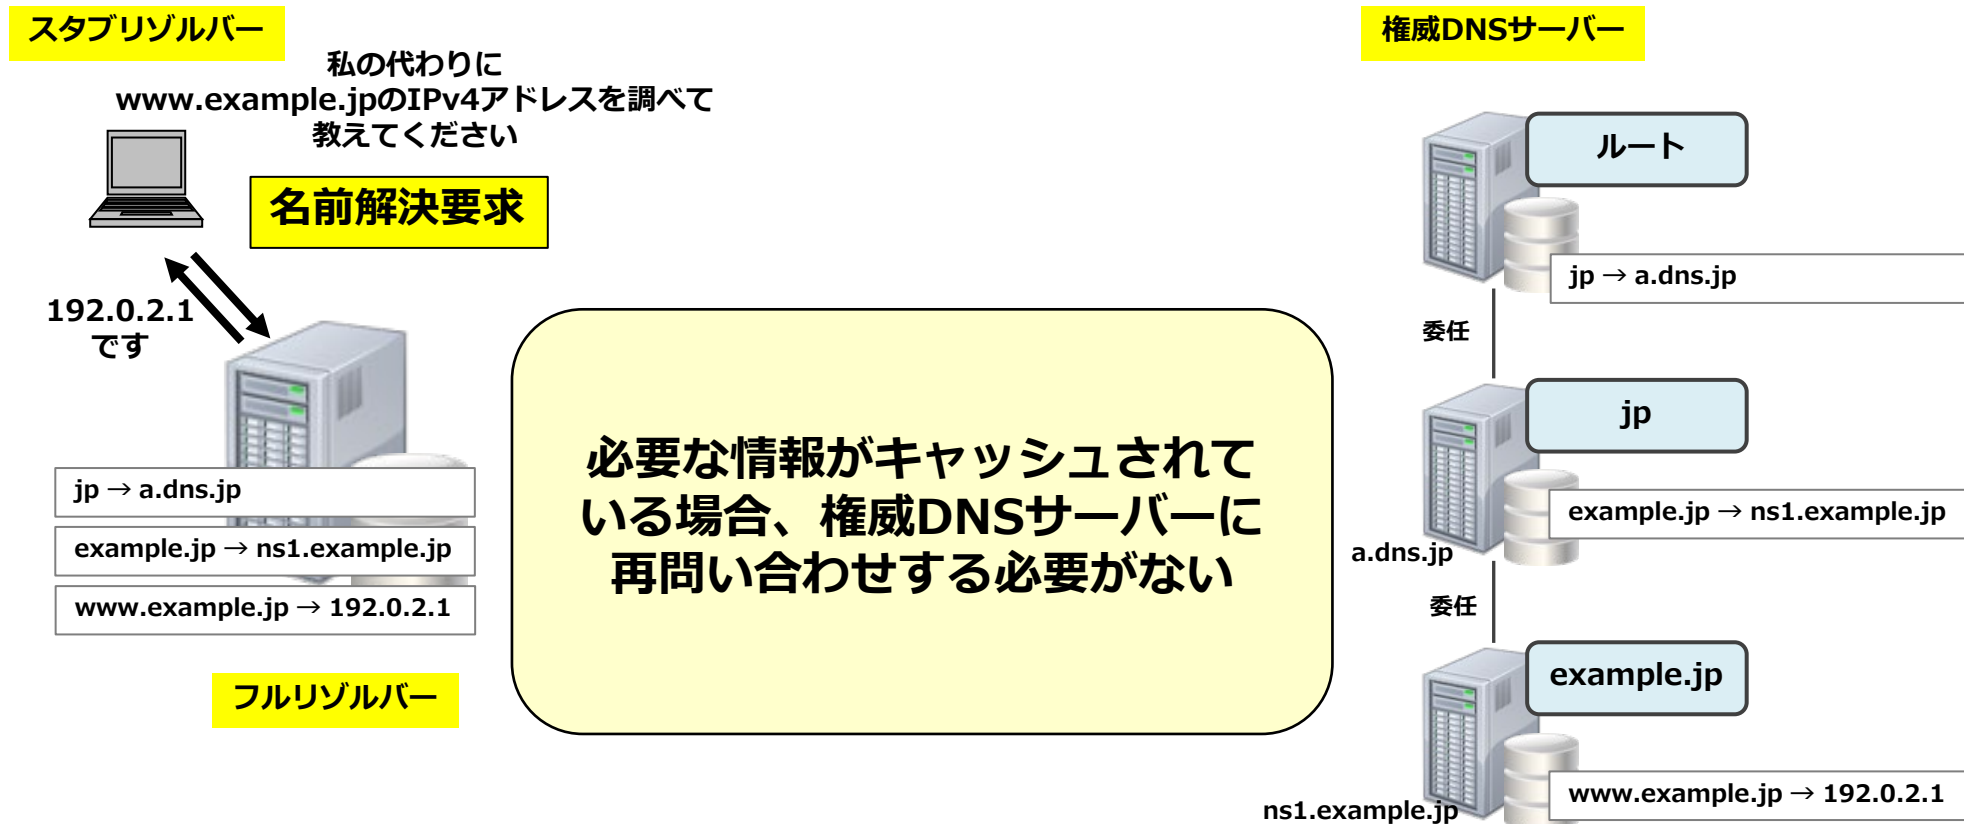 スタブリゾルバー
私の代わりに
www.example.jpのIPv4アドレスを調べて
教えてください
名前解決要求
192.0.2.1
です
jp → a.dns.jp
example.jp → ns1.example.jp
www.example.jp → 192.0.2.1
フルリゾルバー
必要な情報がキャッシュされて
いる場合、権威DNSサーバーに
再問い合わせする必要がない
権威DNSサーバー
ルート
jp → a.dns.jp
委任
jp
example.jp → ns1.example.jp
a.dns.jp
委任
example.jp
www.example.jp → 192.0.2.1
ns1.example.jp